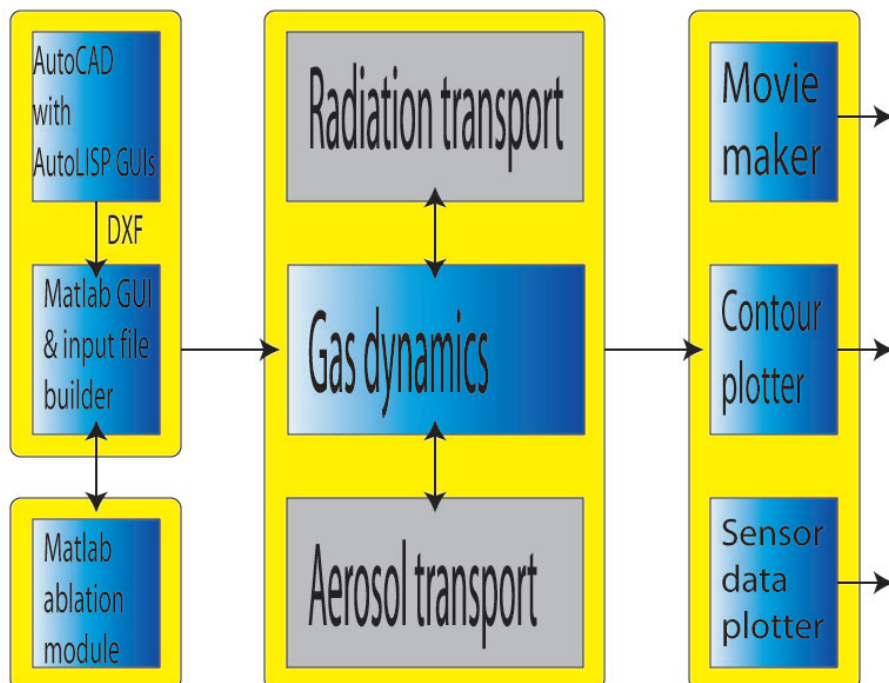 AutoCAD
with
AutoLISP GUIs
DXF
Matlab GUI
& input file
builder
Matlab
ablation
module
Radiation transport
Gas dynamics
Aerosol transport
Movie
maker
Contour
plotter
Sensor
data
plotter